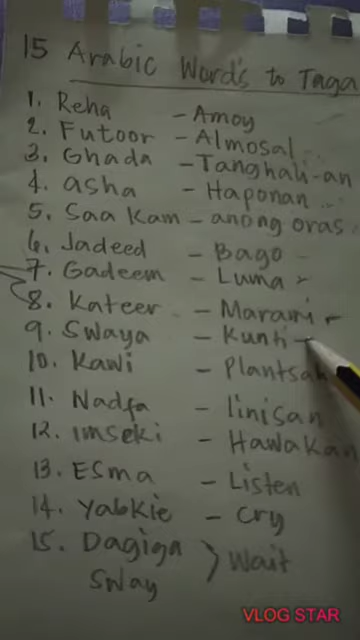 15 Arabic Words to Taga
1. Reha - Amoy
2. Futoor - Almosal
3. Ghada - Tanghali-an
4. asha - Haponan
5. Saa Kam - anong oras
6. Jadeed - Bago
7. Gadeem - Luma
8. Kateer - Marami
9. Swaya - Kunti
10. Kawi - Plantsah
11. Nadfa - linisan
12. imseki - Hawakan
13. ESma - Listen
14. Yabkie - Cry
15. Dagiga } Wait
Sway
VLOG STAR